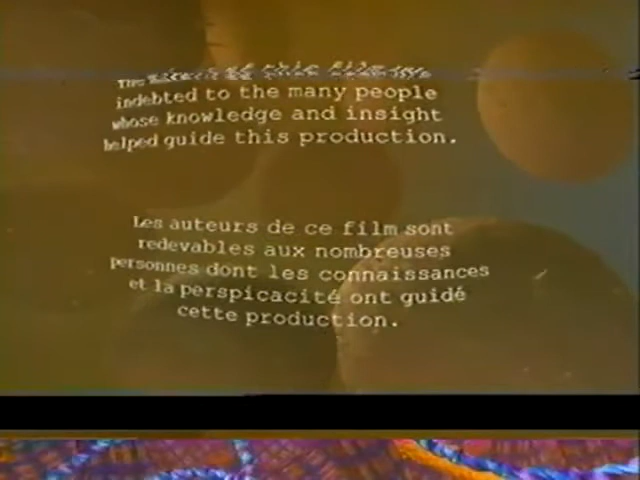 indebted to the many people
whose knowledge and insight
helped guide this production.
Les auteurs de ce film sont
redevables aux nombreuses
personnes dont les connaissances
et la perspicacité ont guidé
cette production.